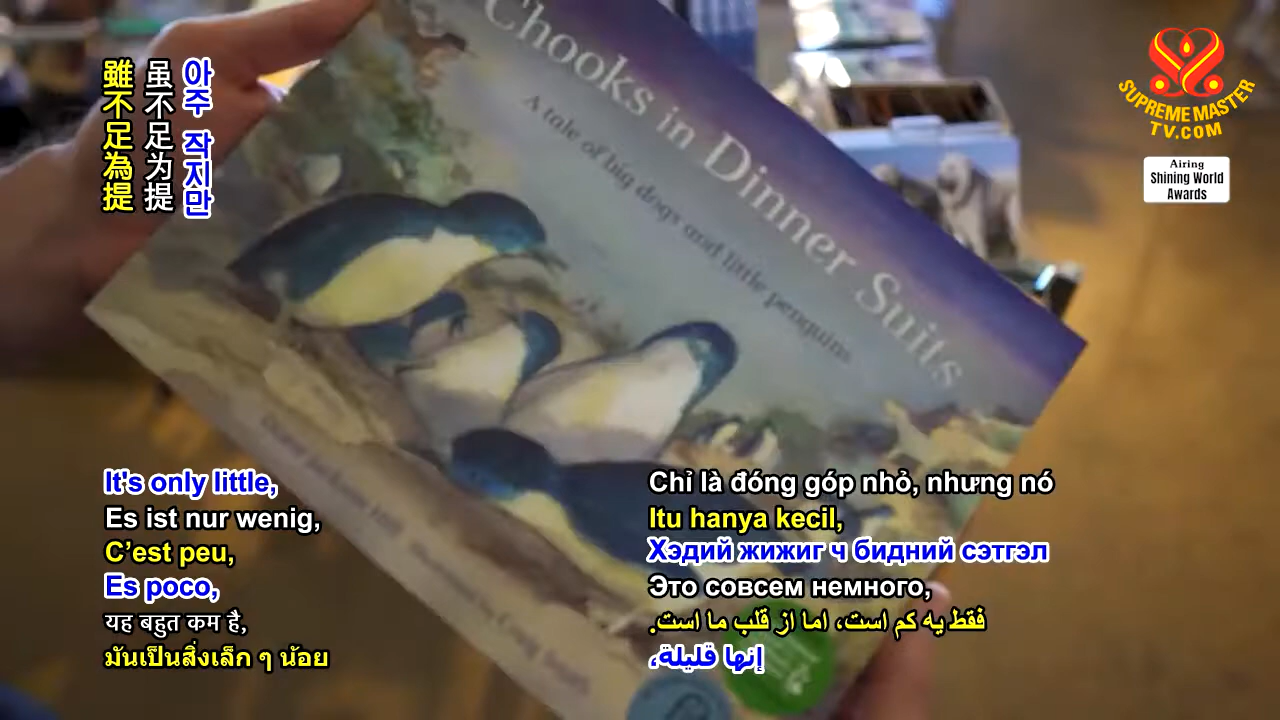 雖不足為提
虽不足为提
아주 작지만
SUPREME MASTER
TV.COM
Airing
Shining World
Awards
Chooks in Dinner Suits
A tale of big dogs and little penguins
It's only little,
Es ist nur wenig,
C’est peu,
Es poco,
यह बहुत कम है,
มันเป็นสิ่งเล็ก ๆ น้อย
Chỉ là đóng góp nhỏ, nhưng nó
Itu hanya kecil,
Хэдий жижиг ч бидний сэтгэл
Это совсем немного,
فقط یه کم است، اما از قلب ما است.
إنها قليلة،